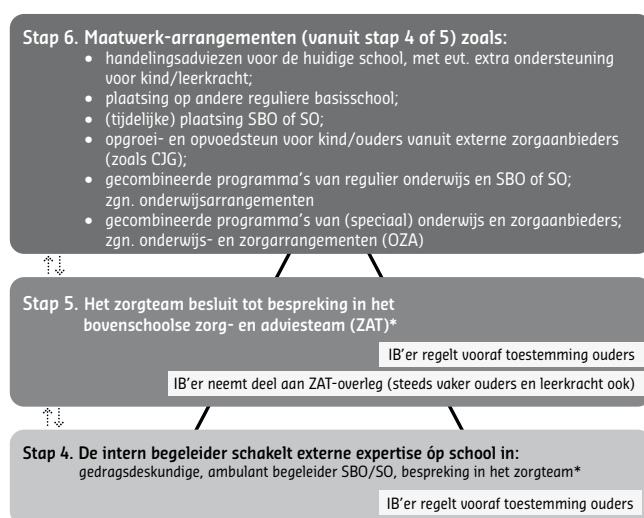 Stap 6. Maatwerk-arrangementen (vanuit stap 4 of 5) zoals:
• handelingsadviezen voor de huidige school, met evt. extra ondersteuning
voor kind/leerkracht;
• plaatsing op andere reguliere basisschool;
• (tijdelijke) plaatsing SBO of SO;
• opgroei- en opvoedsteun voor kind/ouders vanuit externe zorgaanbieders
(zoals CJG);
• gecombineerde programma's van regulier onderwijs en SBO of SO;
zgn. onderwijsarrangementen
• gecombineerde programma's van (speciaal) onderwijs en zorgaanbieders;
zgn. onderwijs- en zorgarrangementen (OZA)
Stap 5. Het zorgteam besluit tot bespreking in het
bovenschoolse zorg- en adviesteam (ZAT)*
IB'er regelt vooraf toestemming ouders
IB'er neemt deel aan ZAT-overleg (steeds vaker ouders en leerkracht ook)
Stap 4. De intern begeleider schakelt externe expertise óp school in:
gedragsdeskundige, ambulant begeleider SBO/SO, bespreking in het zorgteam*
IB'er regelt vooraf toestemming ouders